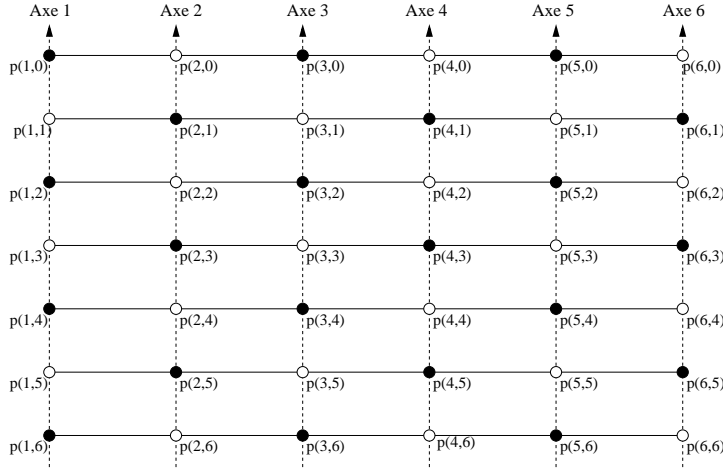 Axe 1 Axe 2 Axe 3 Axe 4 Axe 5 Axe 6
p(1,0) p(2,0) p(3,0) p(4,0) p(5,0) p(6,0)
p(1,1) p(2,1) p(3,1) p(4,1) p(5,1) p(6,1)
p(1,2) p(2,2) p(3,2) p(4,2) p(5,2) p(6,2)
p(1,3) p(2,3) p(3,3) p(4,3) p(5,3) p(6,3)
p(1,4) p(2,4) p(3,4) p(4,4) p(5,4) p(6,4)
p(1,5) p(2,5) p(3,5) p(4,5) p(5,5) p(6,5)
p(1,6) p(2,6) p(3,6) p(4,6) p(5,6) p(6,6)